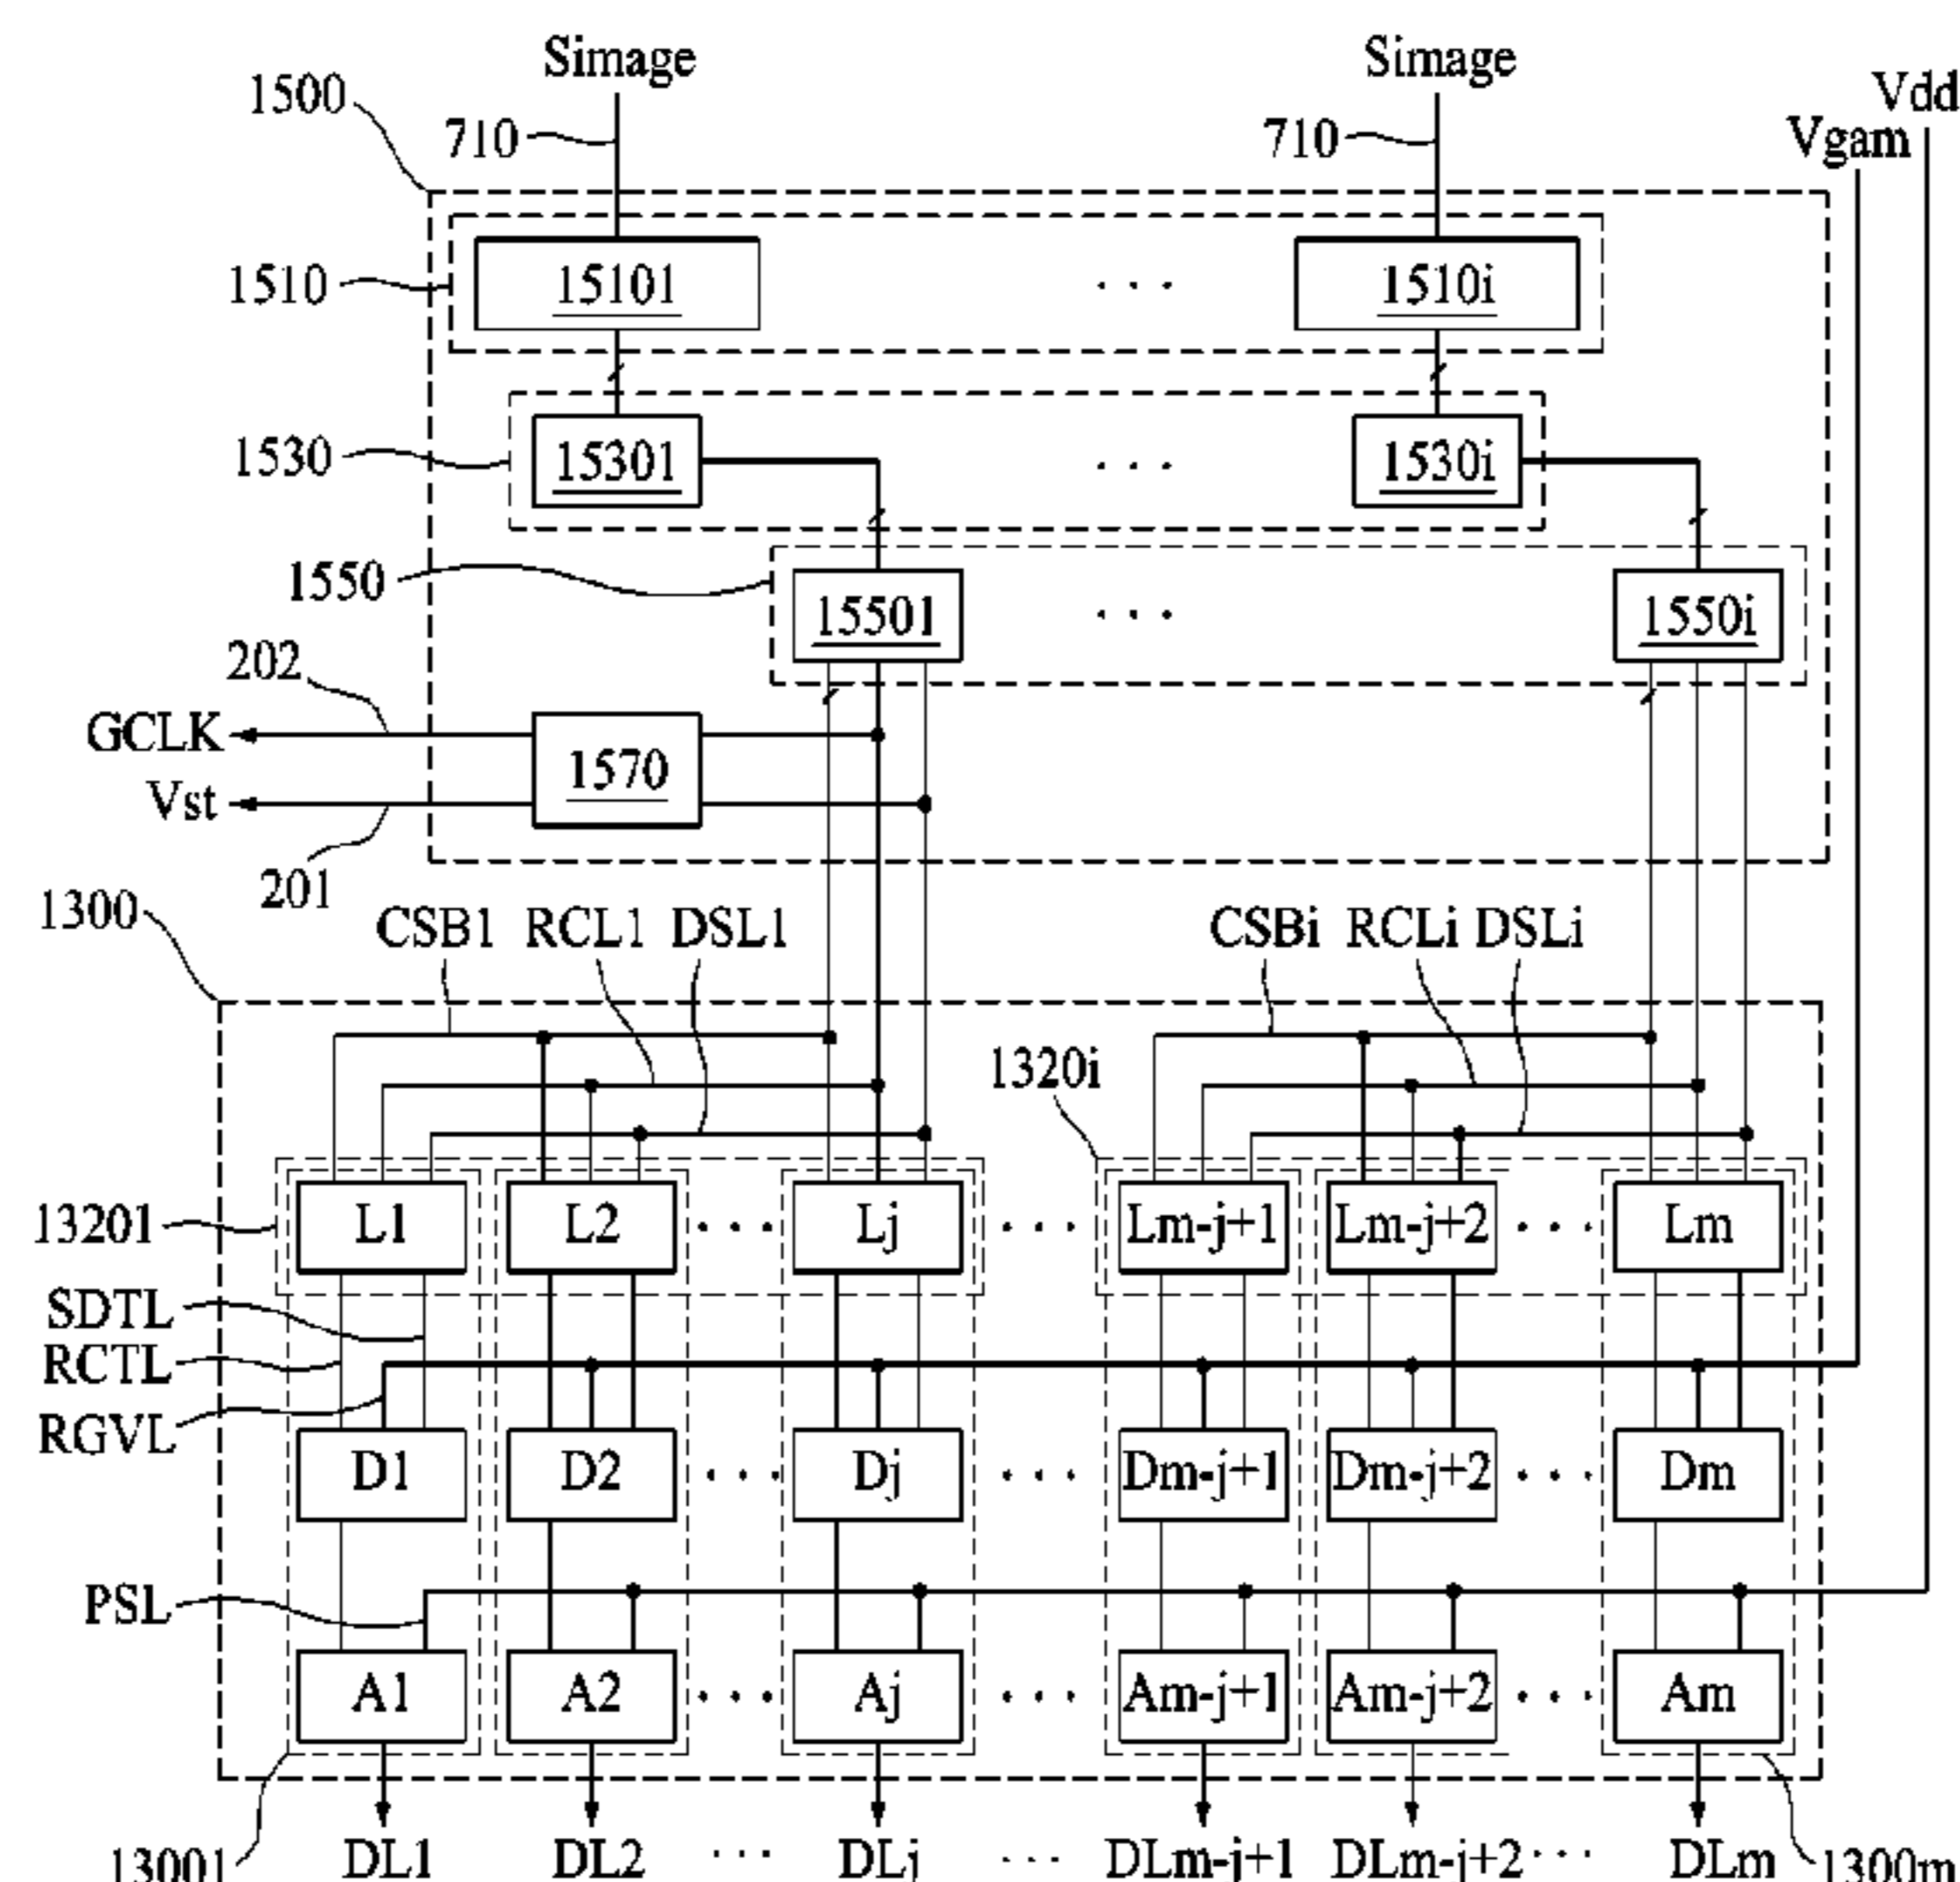 Simage Simage
1500 710 710 Vgam Vdd
1510 15101 ... 1510i
1530 15301 ... 1530i
1550 15501 ... 1550i
202
GCLK 1570
Vst
201
1300 CSB1 RCL1 DSL1 CSBi RCLi DSLi
1320i
13201 L1 L2 ... Lj ... Lm-j+1 Lm-j+2 ... Lm
SDTL
RCTL
RGVL
D1 D2 ... Dj ... Dm-j+1 Dm-j+2 ... Dm
PSL
A1 A2 ... Aj ... Am-j+1 Am-j+2 ... Am
13001 DL1 DL2 ... DLj ... DLm-j+1 DLm-j+2 ... DLm 1300m